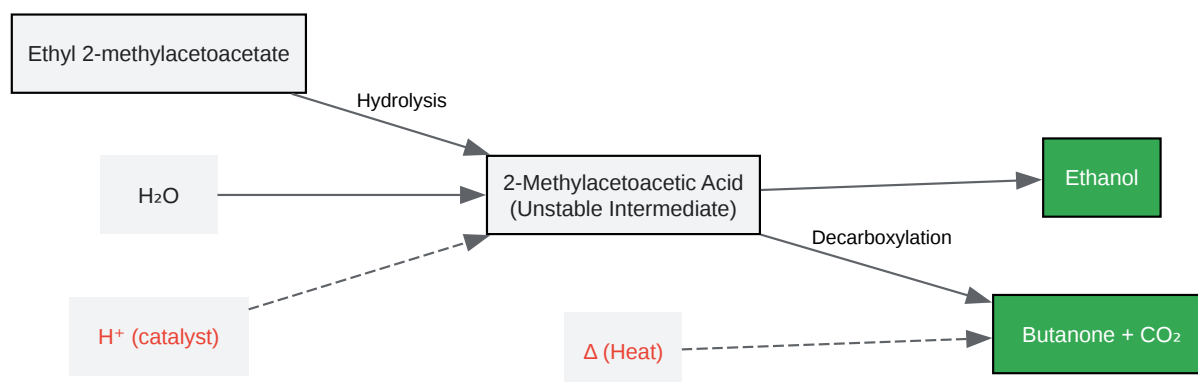 Ethyl 2-methylacetoacetate
Hydrolysis
H₂O
2-Methylacetoacetic Acid
(Unstable Intermediate)
Ethanol
Decarboxylation
H⁺ (catalyst)
Δ (Heat)
Butanone + CO₂